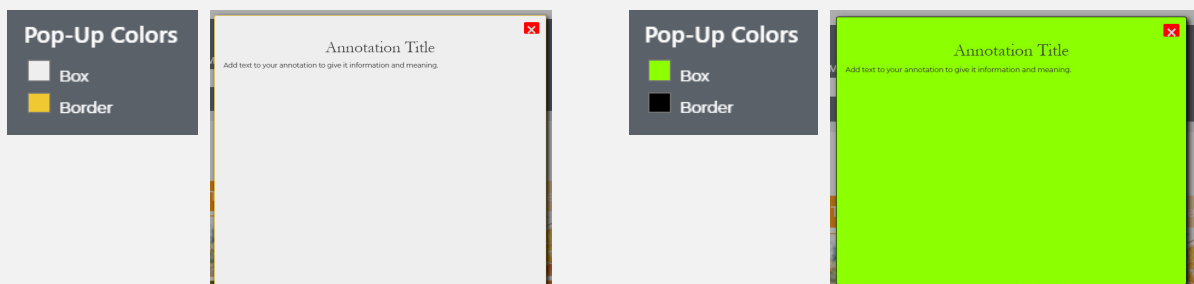 Pop-Up Colors
Box
Border
Annotation Title
Add text to your annotation to give it information and meaning.
Pop-Up Colors
Box
Border
Annotation Title
Add text to your annotation to give it information and meaning.